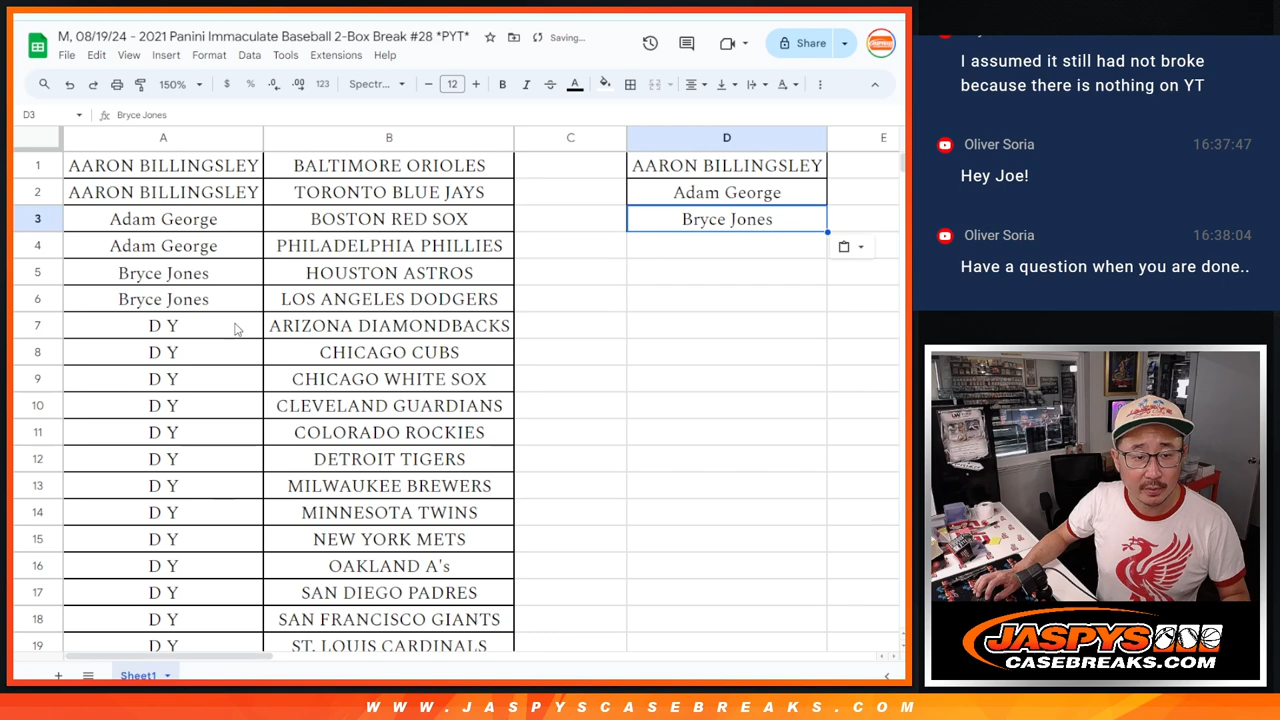 M, 08/19/24 - 2021 Panini Immaculate Baseball 2-Box Break #28 *PYT*
Saving...
Share
File Edit View Insert Format Data Tools Extensions Help
150% $ % .0 .00 123 Spectr... 12 B I A
D3 Bryce Jones
A B C D E
1 AARON BILLINGSLEY BALTIMORE ORIOLES AARON BILLINGSLEY
2 AARON BILLINGSLEY TORONTO BLUE JAYS Adam George
3 Adam George BOSTON RED SOX Bryce Jones
4 Adam George PHILADELPHIA PHILLIES
5 Bryce Jones HOUSTON ASTROS
6 Bryce Jones LOS ANGELES DODGERS
7 D Y ARIZONA DIAMONDBACKS
8 D Y CHICAGO CUBS
9 D Y CHICAGO WHITE SOX
10 D Y CLEVELAND GUARDIANS
11 D Y COLORADO ROCKIES
12 D Y DETROIT TIGERS
13 D Y MILWAUKEE BREWERS
14 D Y MINNESOTA TWINS
15 D Y NEW YORK METS
16 D Y OAKLAND A's
17 D Y SAN DIEGO PADRES
18 D Y SAN FRANCISCO GIANTS
19 D Y ST. LOUIS CARDINALS
Sheet1
I assumed it still had not broke
because there is nothing on YT
Oliver Soria 16:37:47
Hey Joe!
Oliver Soria 16:38:04
Have a question when you are done..
JASPYS
CASEBREAKS.COM
WWW.JASPYSCASEBREAKS.COM